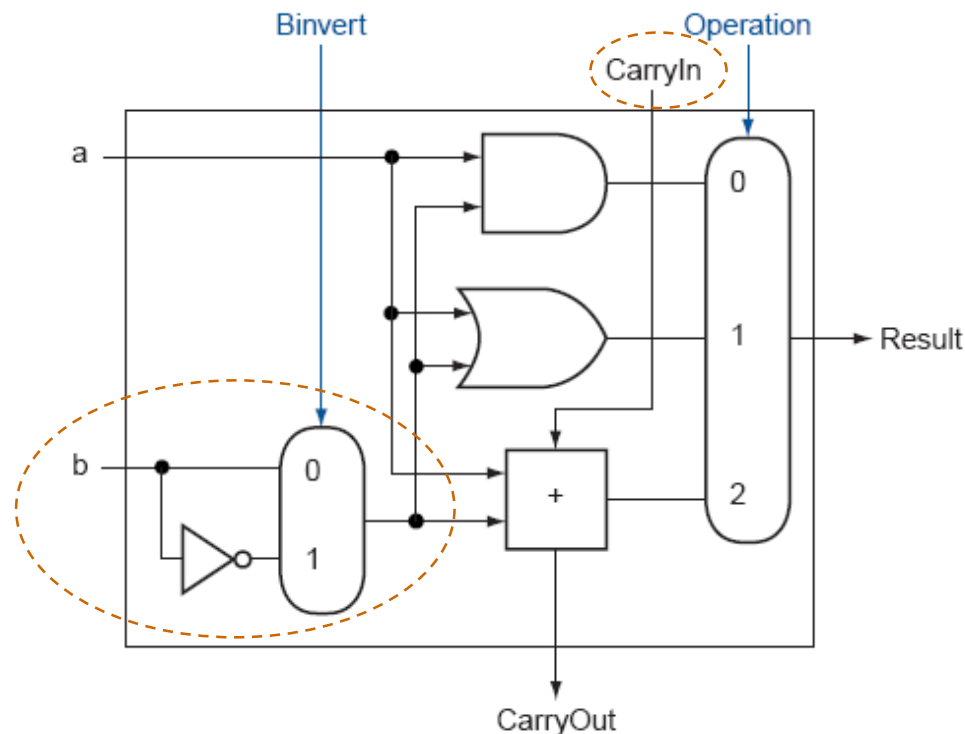 Binvert
Operation
CarryIn
a
0
1
Result
b
0
+
2
1
CarryOut